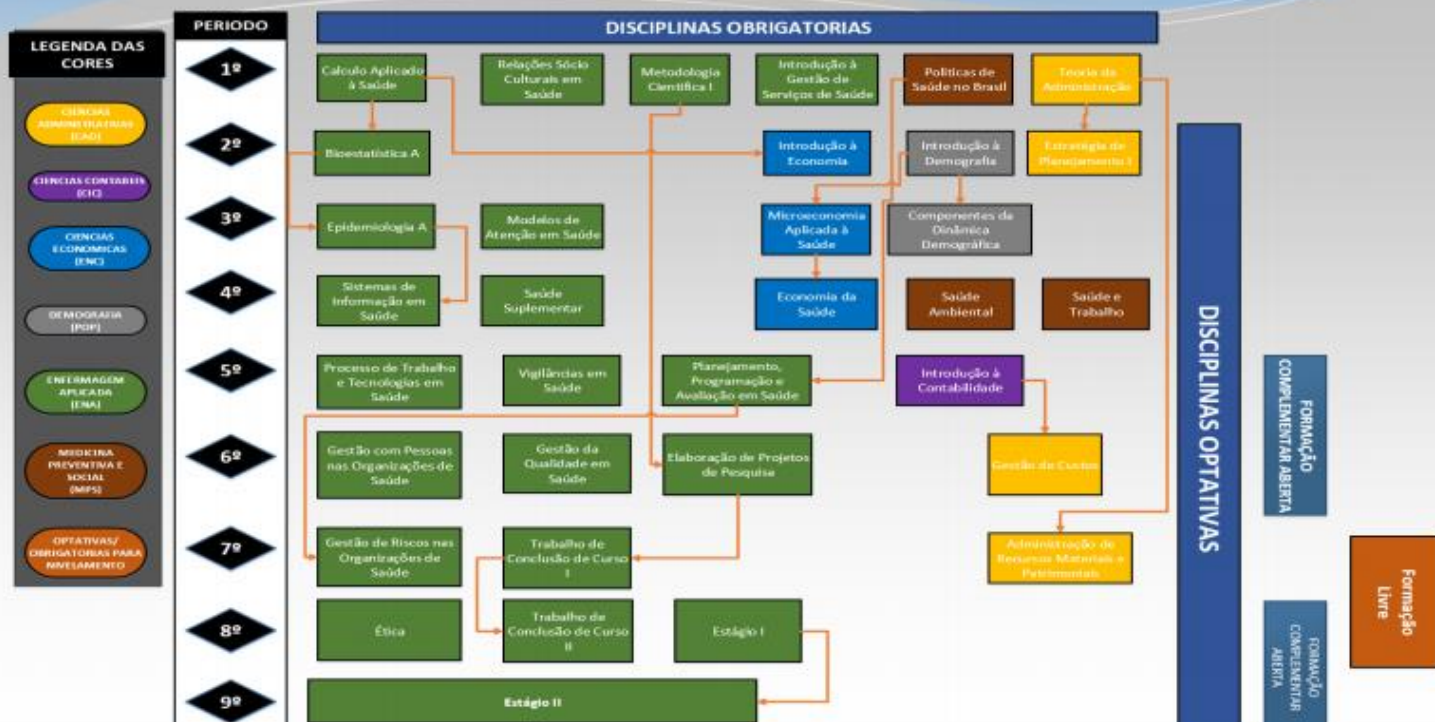 PERIODO
DISCIPLINAS OBRIGATORIAS
LEGENDA DAS
CORES
CIENCIAS
ADMINISTRATIVAS
(CAD)
CIENCIAS CONTABEIS
(CIC)
CIENCIAS
ECONOMICAS
(ENC)
DEMOGRAFIA
(POP)
ENFERMAGEM
APLICADA
(ENA)
MEDICINA
PREVENTIVA E
SOCIAL
(MPS)
OPTATIVAS/
OBRIGATORIAS PARA
NIVELAMENTO
1º
Calculo Aplicado
à Saúde
Relações Sócio
Culturais em
Saúde
Metodologia
Cientifica I
Introdução à
Gestão de
Serviços de Saúde
Politicas de
Saúde no Brasil
Teoria da
Administração
2º
Bioestatística A
Introdução à
Economia
Introdução à
Demografia
Estratégia de
Planejamento I
3º
Epidemiologia A
Modelos de
Atenção em Saúde
Microeconomia
Aplicada à
Saúde
Componentes da
Dinâmica
Demográfica
4º
Sistemas de
Informação em
Saúde
Saúde
Suplementar
Economia da
Saúde
Saúde
Ambiental
Saúde e
Trabalho
5º
Processo de Trabalho
e Tecnologias em
Saúde
Vigilâncias em
Saúde
Planejamento,
Programação e
Avaliação em Saúde
Introdução à
Contabilidade
6º
Gestão com Pessoas
nas Organizações de
Saúde
Gestão da
Qualidade em
Saúde
Elaboração de Projetos
de Pesquisa
Gestão de Custos
7º
Gestão de Riscos nas
Organizações de
Saúde
Trabalho de
Conclusão de Curso
I
Administração de
Recursos Materiais e
Patrimoniais
8º
Ética
Trabalho de
Conclusão de Curso
II
Estágio I
9º
Estágio II
DISCIPLINAS OPTATIVAS
FORMAÇÃO
COMPLEMENTAR ABERTA
FORMAÇÃO
COMPLEMENTAR
ABERTA
Formação
Livre